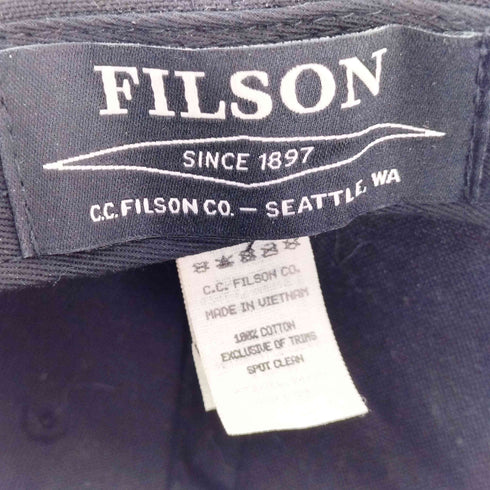 FILSON
SINCE 1897
C.C. FILSON CO. — SEATTLE, WA
C.C. FILSON CO.
MADE IN VIETNAM
100% COTTON
EXCLUSIVE OF TRIMS
SPOT CLEAN